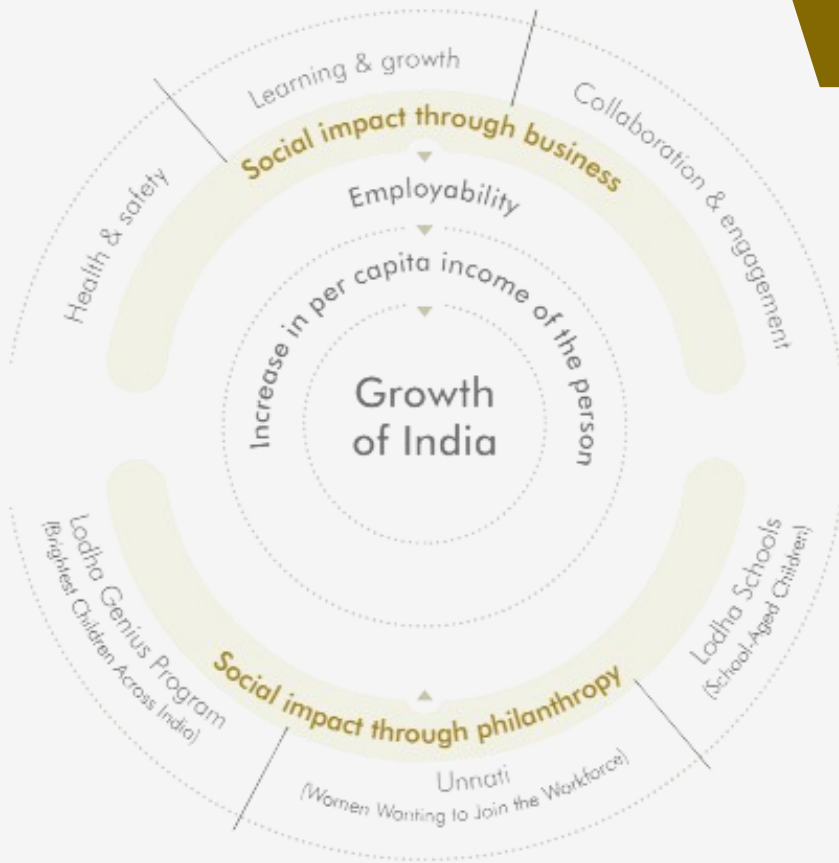 Health & safety
Learning & growth
Collaboration & engagement
Social impact through business
Employability
Increase in per capita income of the person
Growth
of India
Lodha Genius Program
(Brightest Children Across India)
Social impact through philanthropy
Unnati
(Women Wanting to Join the Workforce)
Lodha Schools
(School-Aged Children)